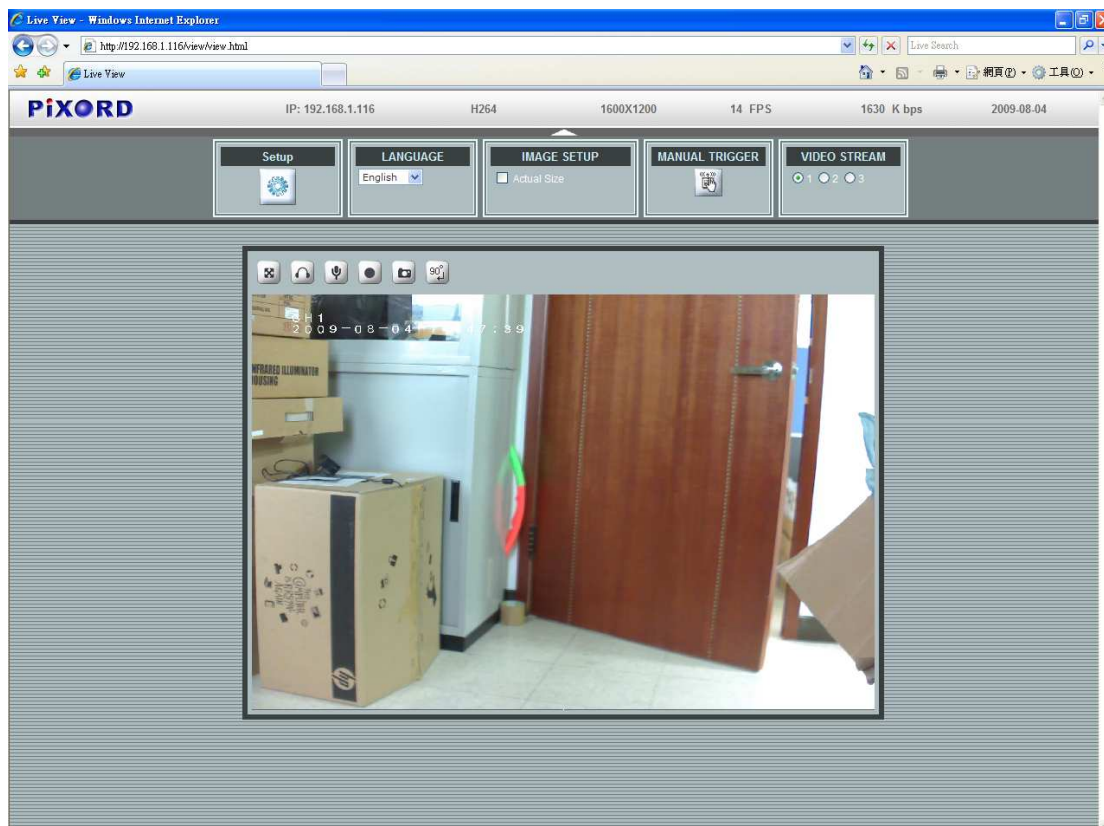 Live View - Windows Internet Explorer
http://192.168.1.116/view/view.html
Live Search
Live View
網頁(P)
工具(O)
PiXORD
IP: 192.168.1.116
H264
1600X1200
14 FPS
1630 K bps
2009-08-04
Setup
LANGUAGE
IMAGE SETUP
MANUAL TRIGGER
VIDEO STREAM
English
Actual Size
1
2
3
90°
CH1
2009-08-04
:39
INFRARED ILLUMINATOR
HOUSING
hp